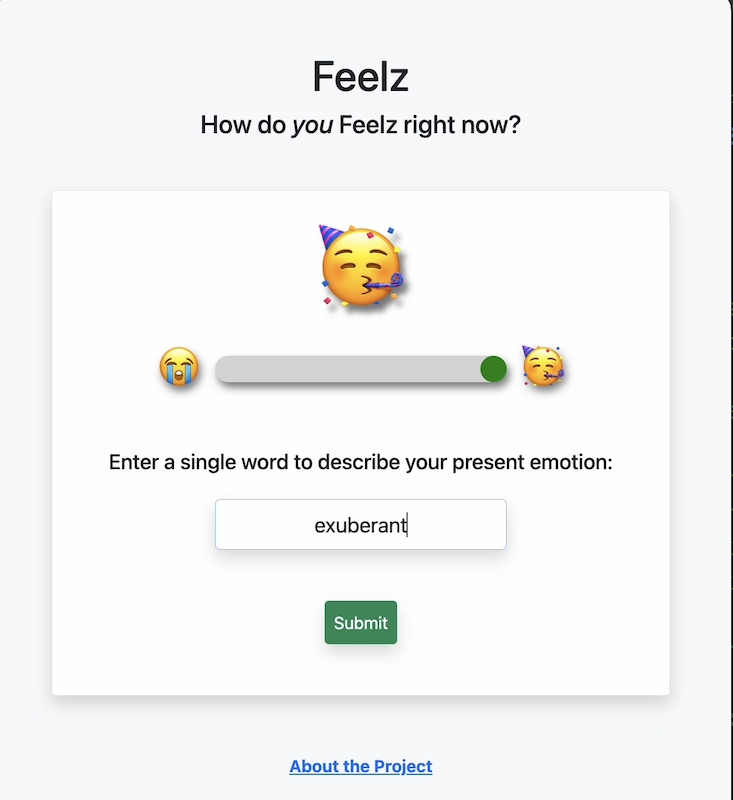 Feelz
How do you Feelz right now?
Enter a single word to describe your present emotion:
exuberant
Submit
About the Project